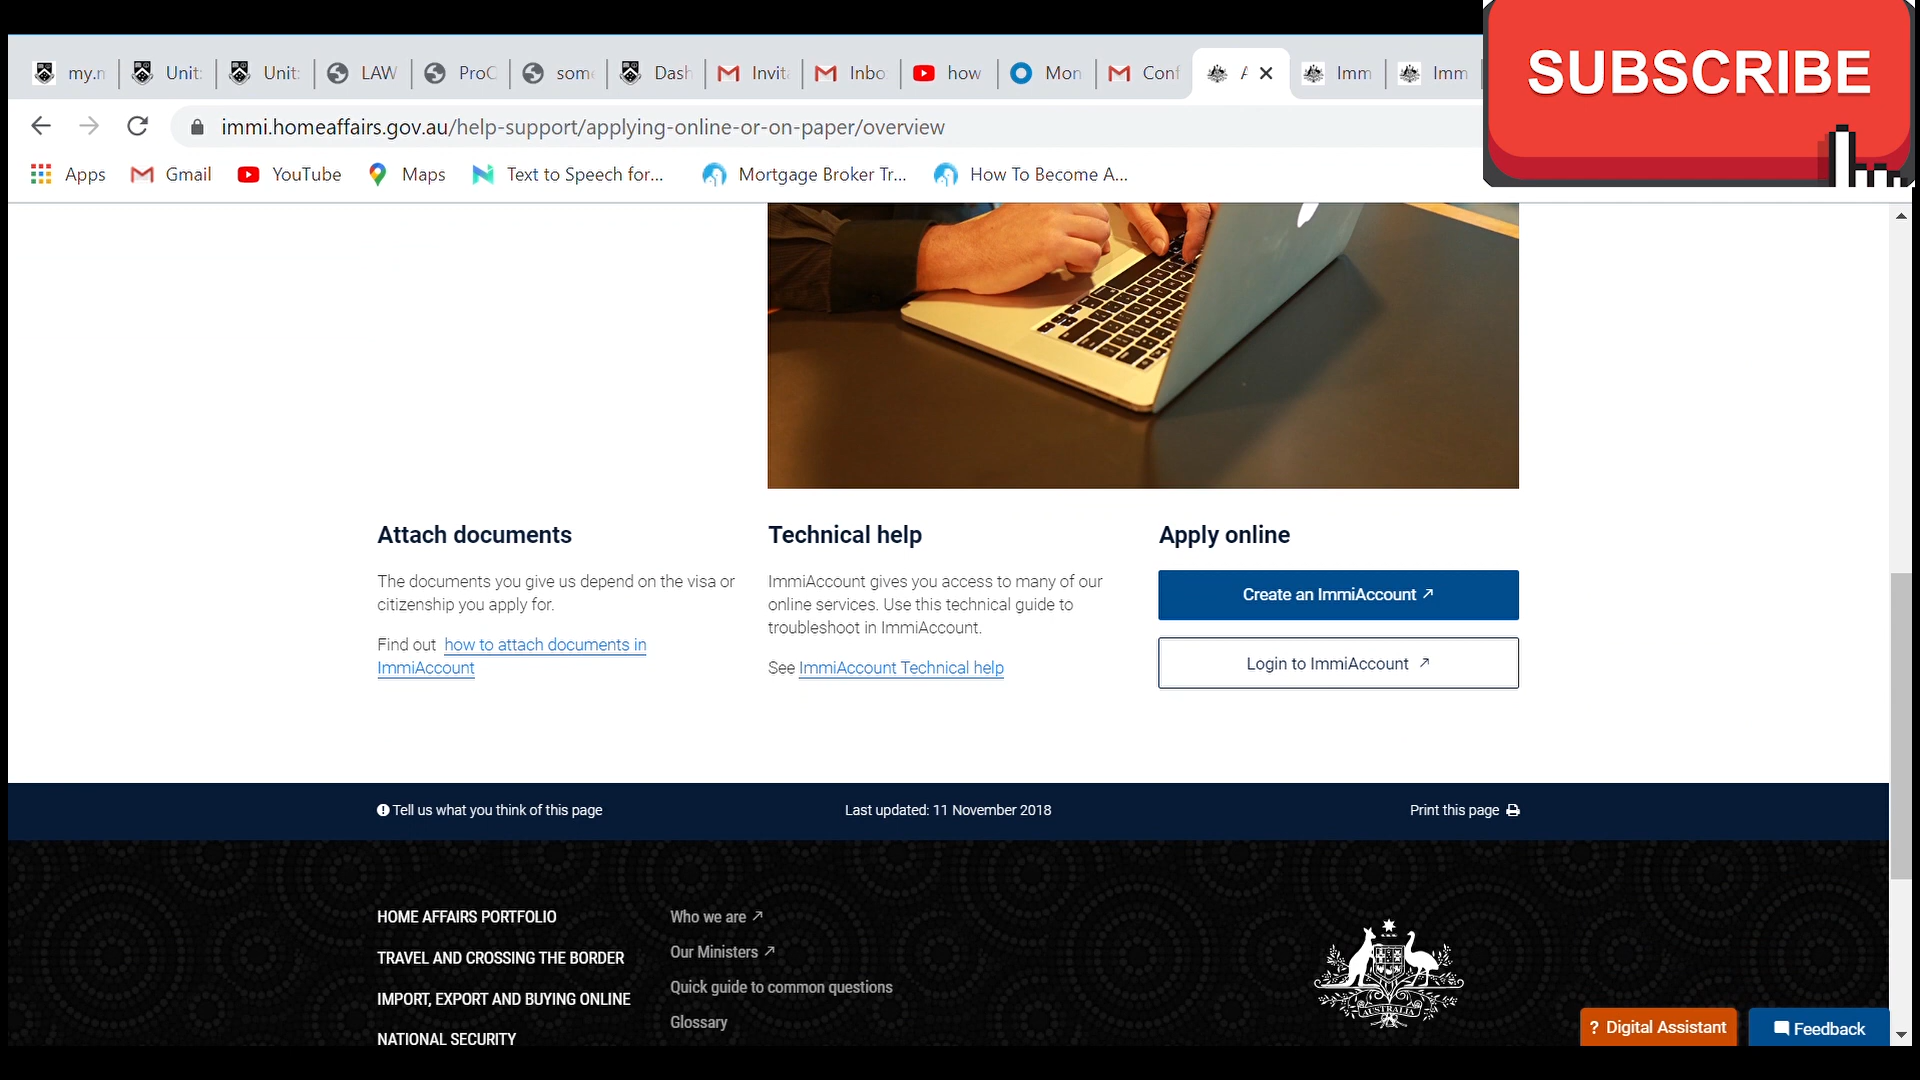 SUBSCRIBE
my.n
Unit:
Unit:
LAW
ProC
som
Dash
Invit
Inbo
how
Mon
Conf
Imm
Imm
immi.homeaffairs.gov.au/help-support/applying-online-or-on-paper/overview
Apps
Gmail
YouTube
Maps
Text to Speech for...
Mortgage Broker Tr...
How To Become A...
Attach documents
The documents you give us depend on the visa or
citizenship you apply for.
Find out how to attach documents in
ImmiAccount
Technical help
ImmiAccount gives you access to many of our
online services. Use this technical guide to
troubleshoot in ImmiAccount.
See ImmiAccount Technical help
Apply online
Create an ImmiAccount
Login to ImmiAccount
Tell us what you think of this page
Last updated: 11 November 2018
Print this page
HOME AFFAIRS PORTFOLIO
TRAVEL AND CROSSING THE BORDER
IMPORT, EXPORT AND BUYING ONLINE
NATIONAL SECURITY
Who we are
Our Ministers
Quick guide to common questions
Glossary
AUSTRALIA
? Digital Assistant
Feedback